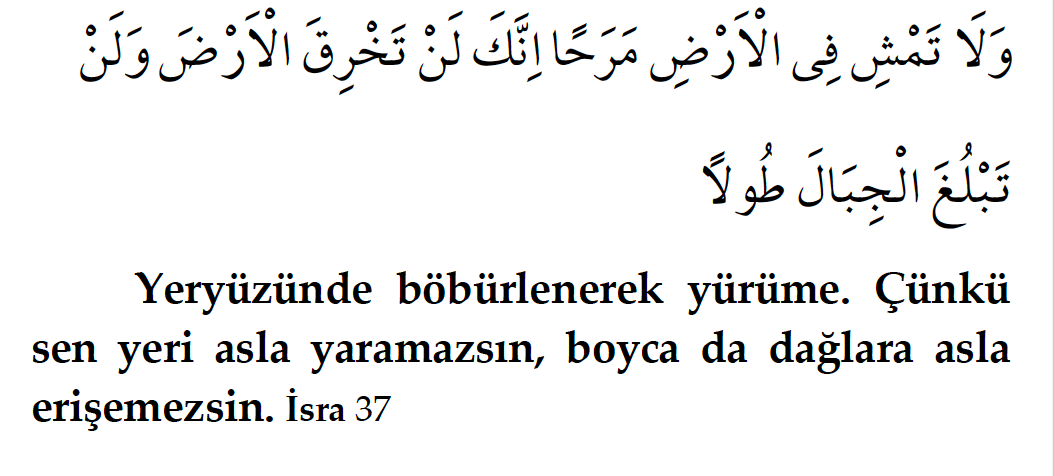 وَلَا تَمْشِ فِى الْاَرْضِ مَرَحًا اِنَّكَ لَنْ تَخْرِقَ الْاَرْضَ وَلَنْ
تَبْلُغَ الْجِبَالَ طُولاً
Yeryüzünde böbürlenerek yürüme. Çünkü
sen yeri asla yaramazsın, boyca da dağlara asla
erişemezsin. İsra 37